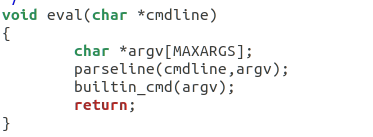 void eval(char *cmdline)
{
        char *argv[MAXARGS];
        parseline(cmdline,argv);
        builtin_cmd(argv);
        return;
}